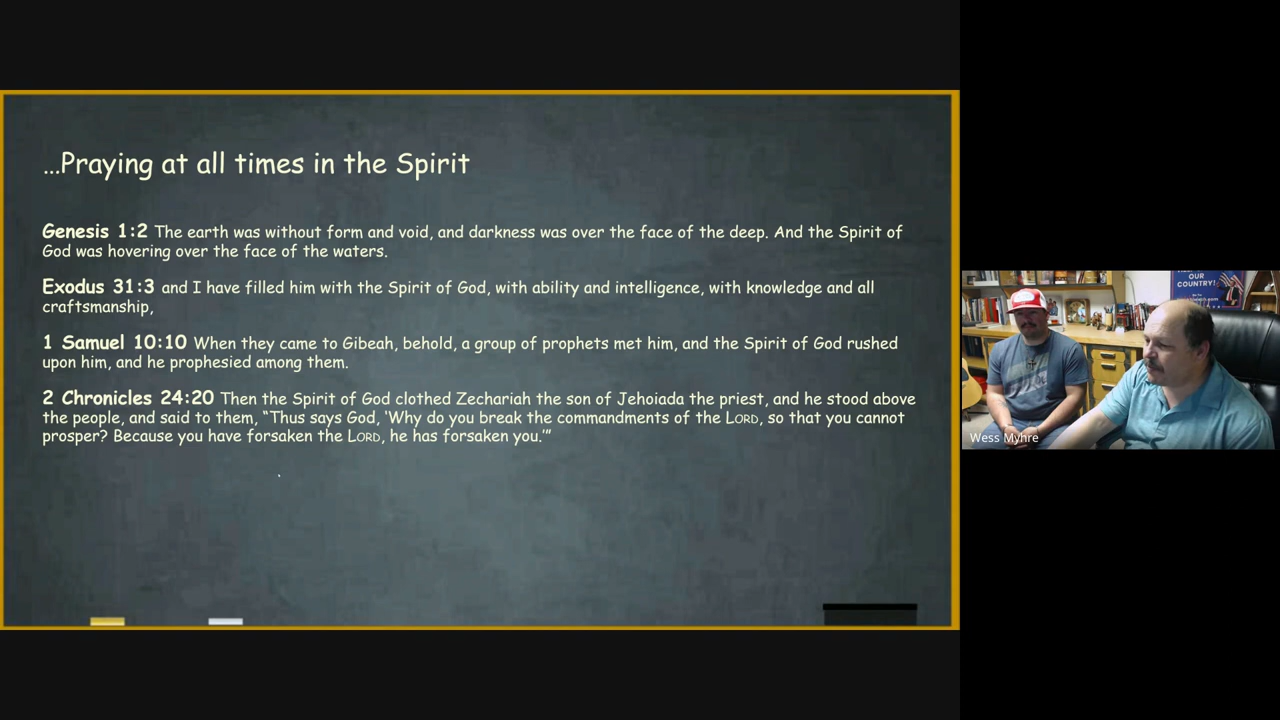 …Praying at all times in the Spirit
Genesis 1:2 The earth was without form and void, and darkness was over the face of the deep. And the Spirit of
God was hovering over the face of the waters.
Exodus 31:3 and I have filled him with the Spirit of God, with ability and intelligence, with knowledge and all
craftsmanship,
1 Samuel 10:10 When they came to Gibeah, behold, a group of prophets met him, and the Spirit of God rushed
upon him, and he prophesied among them.
2 Chronicles 24:20 Then the Spirit of God clothed Zechariah the son of Jehoiada the priest, and he stood above
the people, and said to them, “Thus says God, ‘Why do you break the commandments of the LORD, so that you cannot
prosper? Because you have forsaken the LORD, he has forsaken you.’”
OUR
COUNTRY!
Wess Myhre